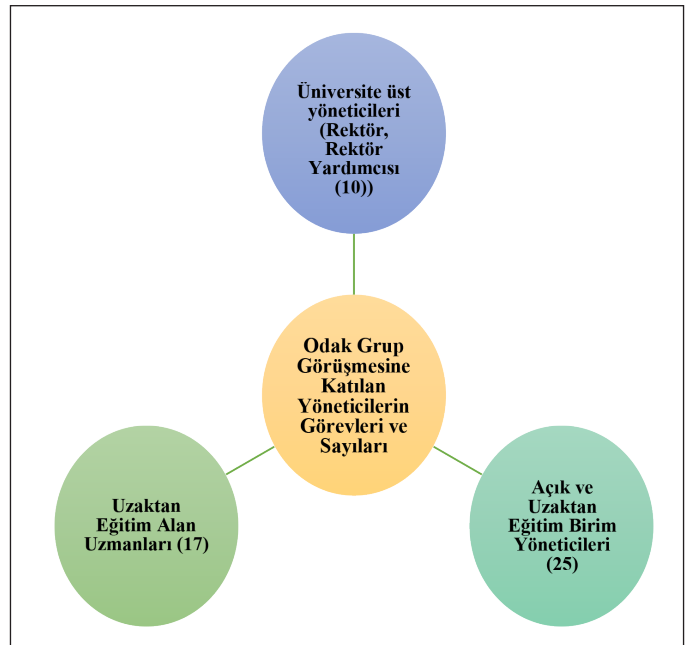 Üniversite üst
yöneticileri
(Rektör,
Rektör
Yardımcısı
(10))
Odak Grup
Görüşmesine
Katılan
Yöneticilerin
Görevleri ve
Sayıları
Uzaktan
Eğitim Alan
Uzmanları (17)
Açık ve
Uzaktan
Eğitim Birim
Yöneticileri
(25)